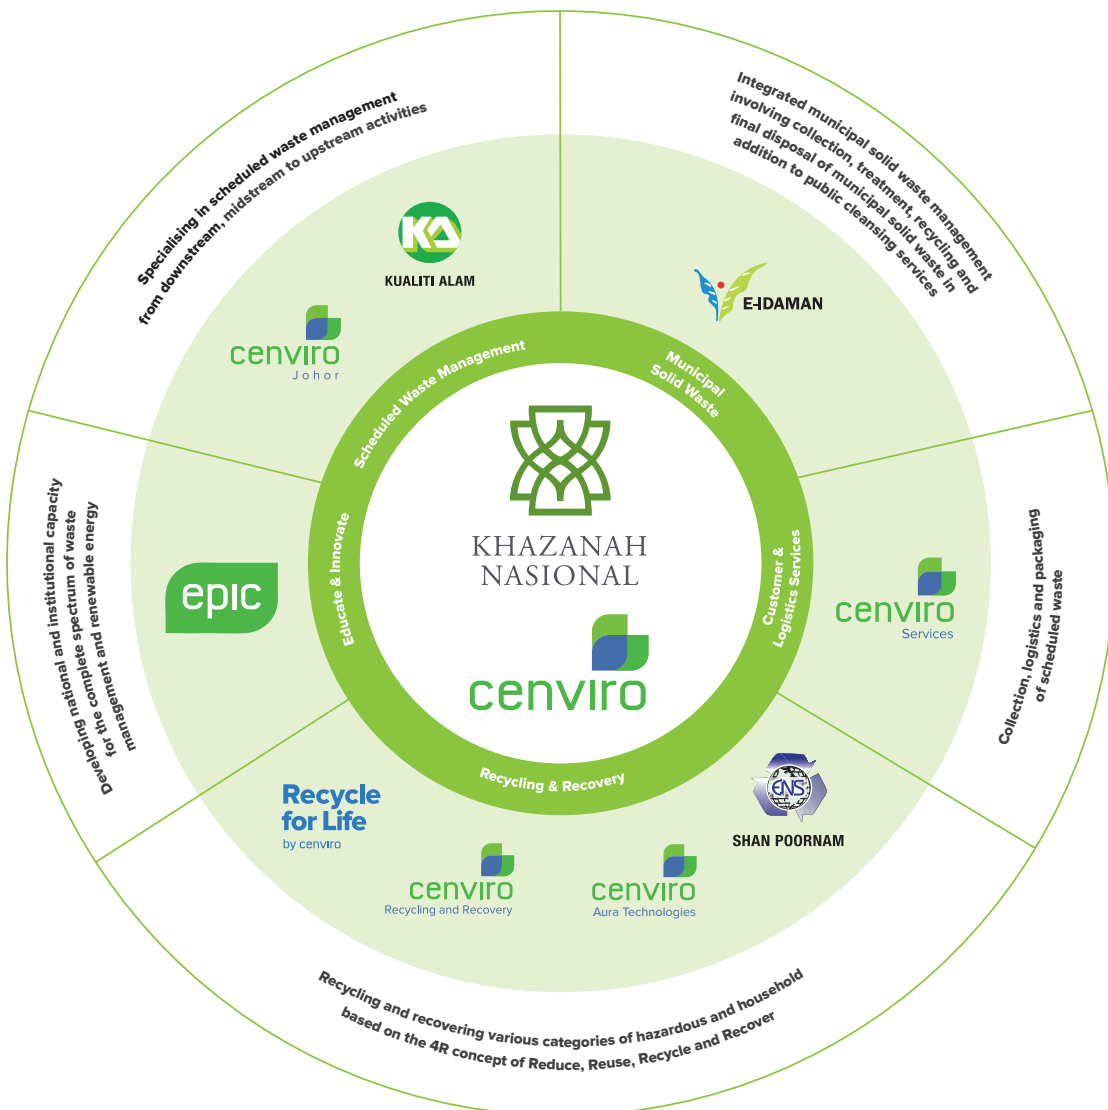 Specialising in scheduled waste management
from downstream, midstream to upstream activities
Integrated municipal solid waste management
involving collection, treatment, recycling and
final disposal of municipal solid waste in
addition to public cleansing services
KA
KUALITI ALAM
cenviro
Johor
E-IDAMAN
Scheduled Waste Management
Municipal
Solid Waste
KHAZANAH
NASIONAL
cenviro
Educate & Innovate
Customer &
Logistics Services
Recycling & Recovery
epic
Developing national and institutional capacity
for the complete spectrum of waste
management and renewable energy
cenviro
Services
Collection, logistics and packaging
of scheduled waste
Recycle
for Life
by cenviro
cenviro
Recycling and Recovery
cenviro
Aura Technologies
ENS
SHAN POORNAM
Recycling and recovering various categories of hazardous and household
based on the 4R concept of Reduce, Reuse, Recycle and Recover